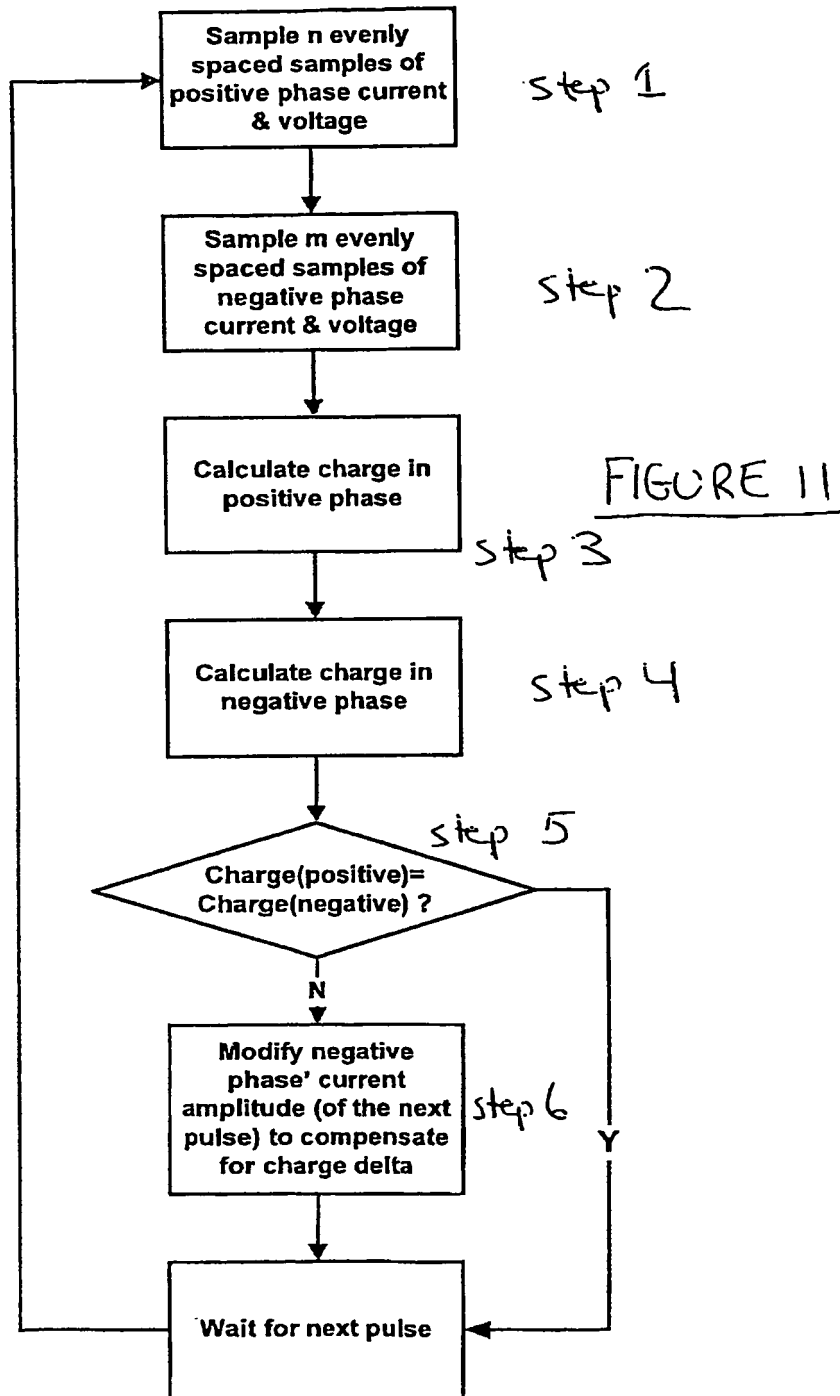 Sample n evenly
spaced samples of
positive phase current
& voltage
step 1
Sample m evenly
spaced samples of
negative phase
current & voltage
step 2
Calculate charge in
positive phase
FIGURE 11
step 3
Calculate charge in
negative phase
step 4
step 5
Charge(positive)=
Charge(negative) ?
N
Modify negative
phase' current
amplitude (of the next
pulse) to compensate
for charge delta
step 6
Y
Wait for next pulse